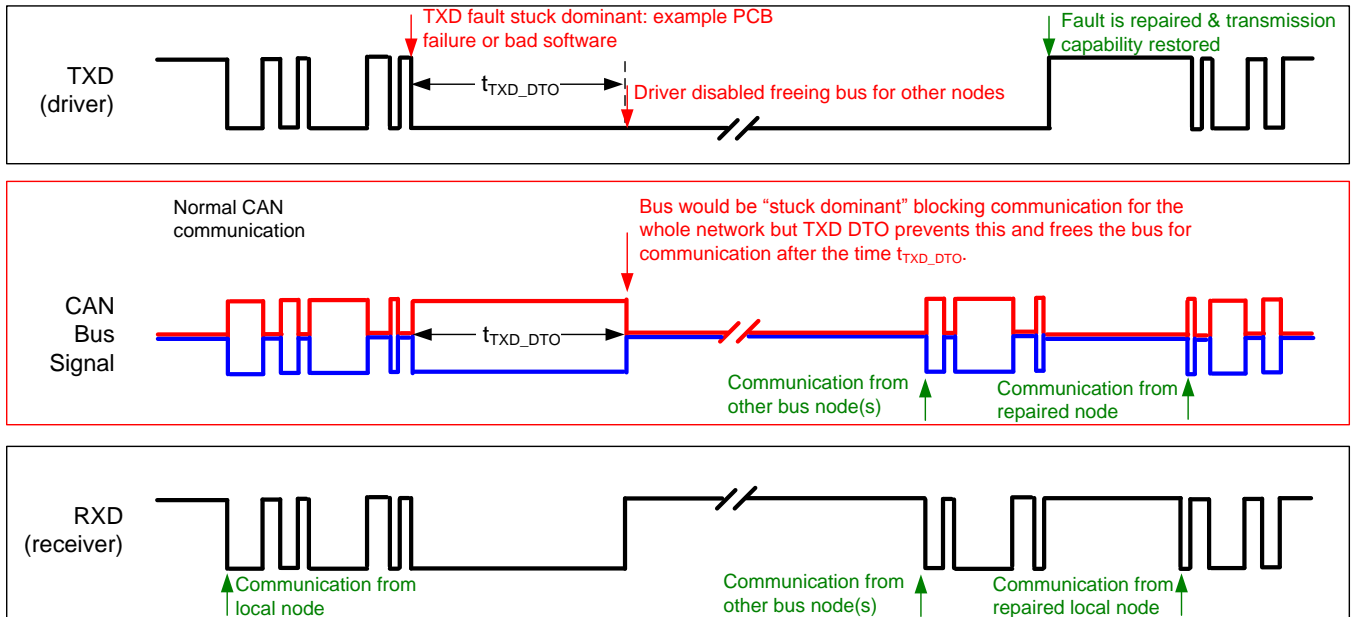 TXD fault stuck dominant: example PCB
failure or bad software
Fault is repaired & transmission
capability restored
TXD
(driver)
tTXD_DTO
Driver disabled freeing bus for other nodes
Normal CAN
communication
Bus would be “stuck dominant” blocking communication for the
whole network but TXD DTO prevents this and frees the bus for
communication after the time tTXD_DTO.
CAN
Bus
Signal
tTXD_DTO
Communication from
other bus node(s)
Communication from
repaired node
RXD
(receiver)
Communication from
local node
Communication from
other bus node(s)
Communication from
repaired local node